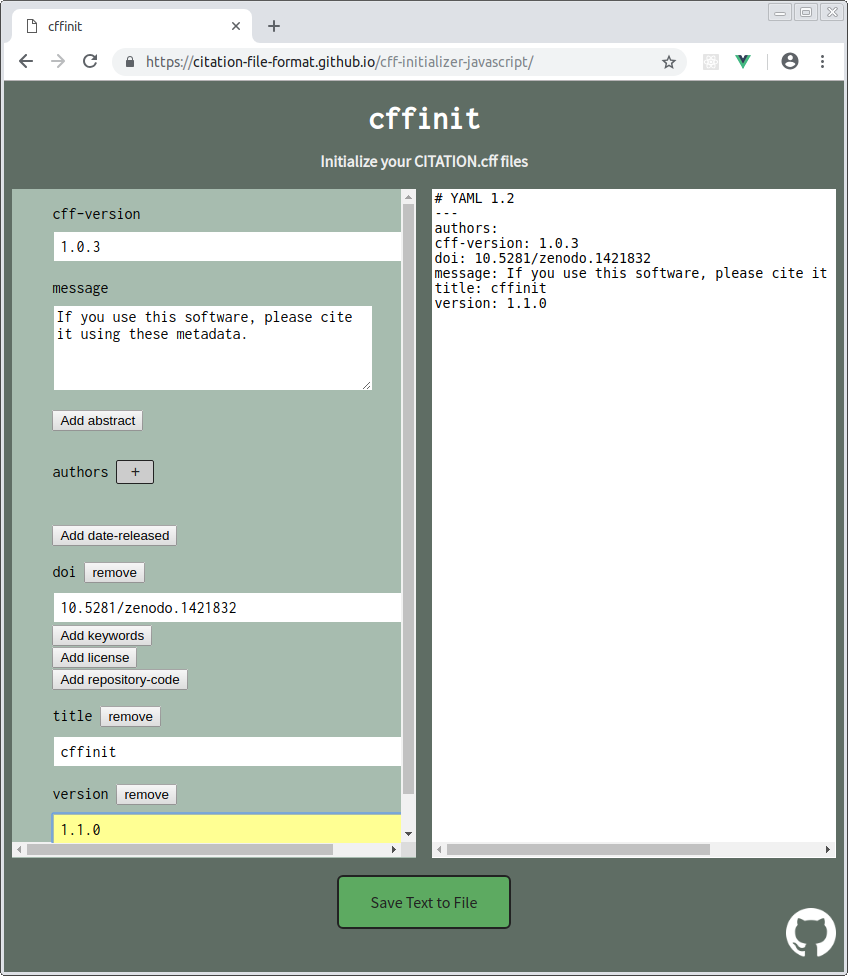 cffinit
https://citation-file-format.github.io/cff-initializer-javascript/
cffinit
Initialize your CITATION.cff files
cff-version
1.0.3
message
If you use this software, please cite
it using these metadata.
Add abstract
authors +
Add date-released
doi remove
10.5281/zenodo.1421832
Add keywords
Add license
Add repository-code
title remove
cffinit
version remove
1.1.0
# YAML 1.2
---
authors:
cff-version: 1.0.3
doi: 10.5281/zenodo.1421832
message: If you use this software, please cite it
title: cffinit
version: 1.1.0
Save Text to File